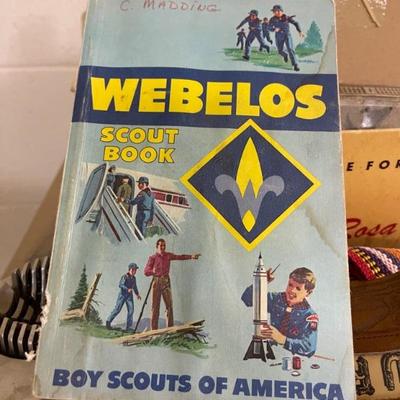 C. MADDING
WEBELOS
SCOUT
BOOK
E FOR
Rosa
BOY SCOUTS OF AMERICA